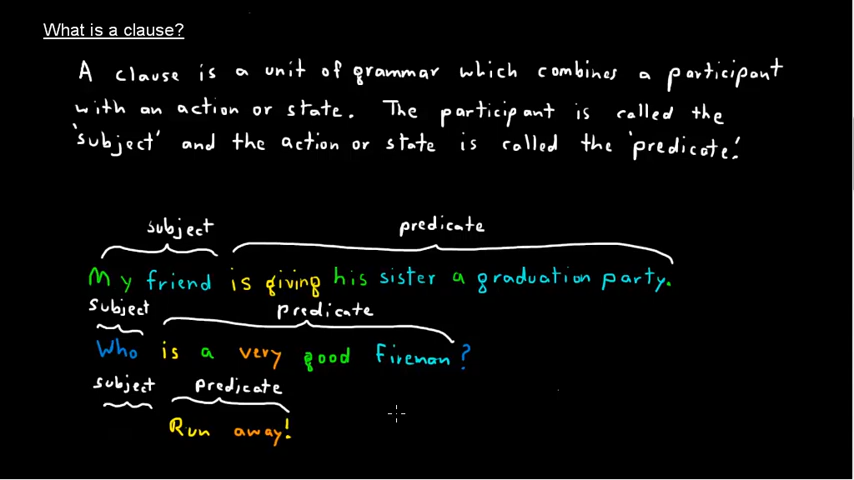 What is a clause?
A clause is a unit of grammar which combines a participant
with an action or state. The participant is called the
'subject' and the action or state is called the 'predicate'.
subject predicate
My friend is giving his sister a graduation party.
subject predicate
Who is a very good fireman?
subject predicate
Run away!